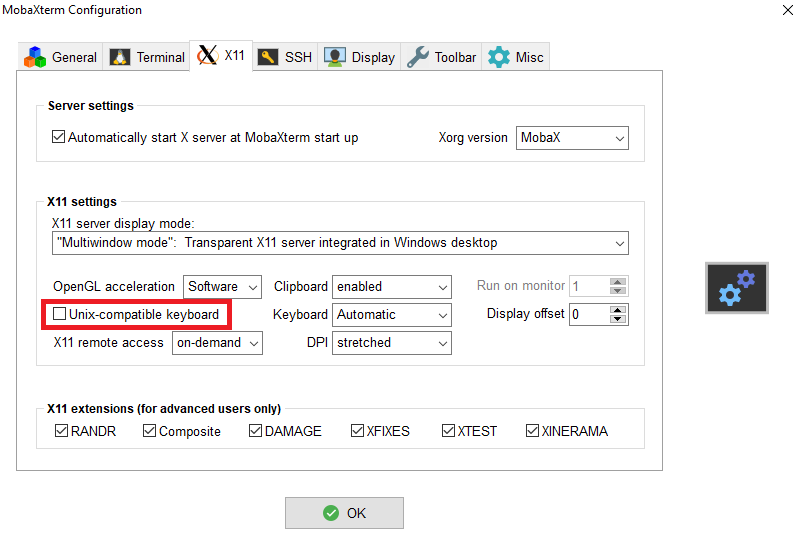 MobaXterm Configuration
General Terminal X11 SSH Display Toolbar Misc
Server settings
Automatically start X server at MobaXterm start up Xorg version MobaX
X11 settings
X11 server display mode:
"Multiwindow mode": Transparent X11 server integrated in Windows desktop
OpenGL acceleration Software Clipboard enabled Run on monitor 1
Unix-compatible keyboard Keyboard Automatic Display offset 0
X11 remote access on-demand DPI stretched
X11 extensions (for advanced users only)
RANDR Composite DAMAGE XFIXES XTEST XINERAMA
OK